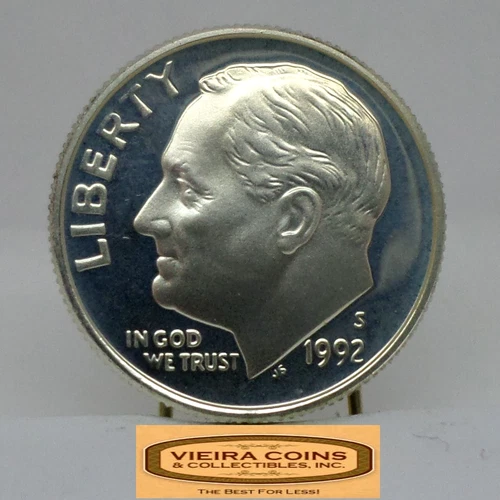 LIBERTY
IN GOD
WE TRUST
JS
S
1992
VIEIRA COINS
& COLLECTIBLES, INC.
THE BEST FOR LESS!